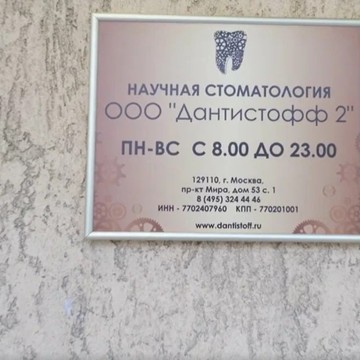 НАУЧНАЯ СТОМАТОЛОГИЯ
ООО "Дантистофф 2"
ПН-ВС С 8.00 ДО 23.00
129110, г. Москва,
пр-кт Мира, дом 53 с. 1
8 (495) 324 44 46
ИНН - 7702407960 КПП - 770201001
www.dantistoff.ru